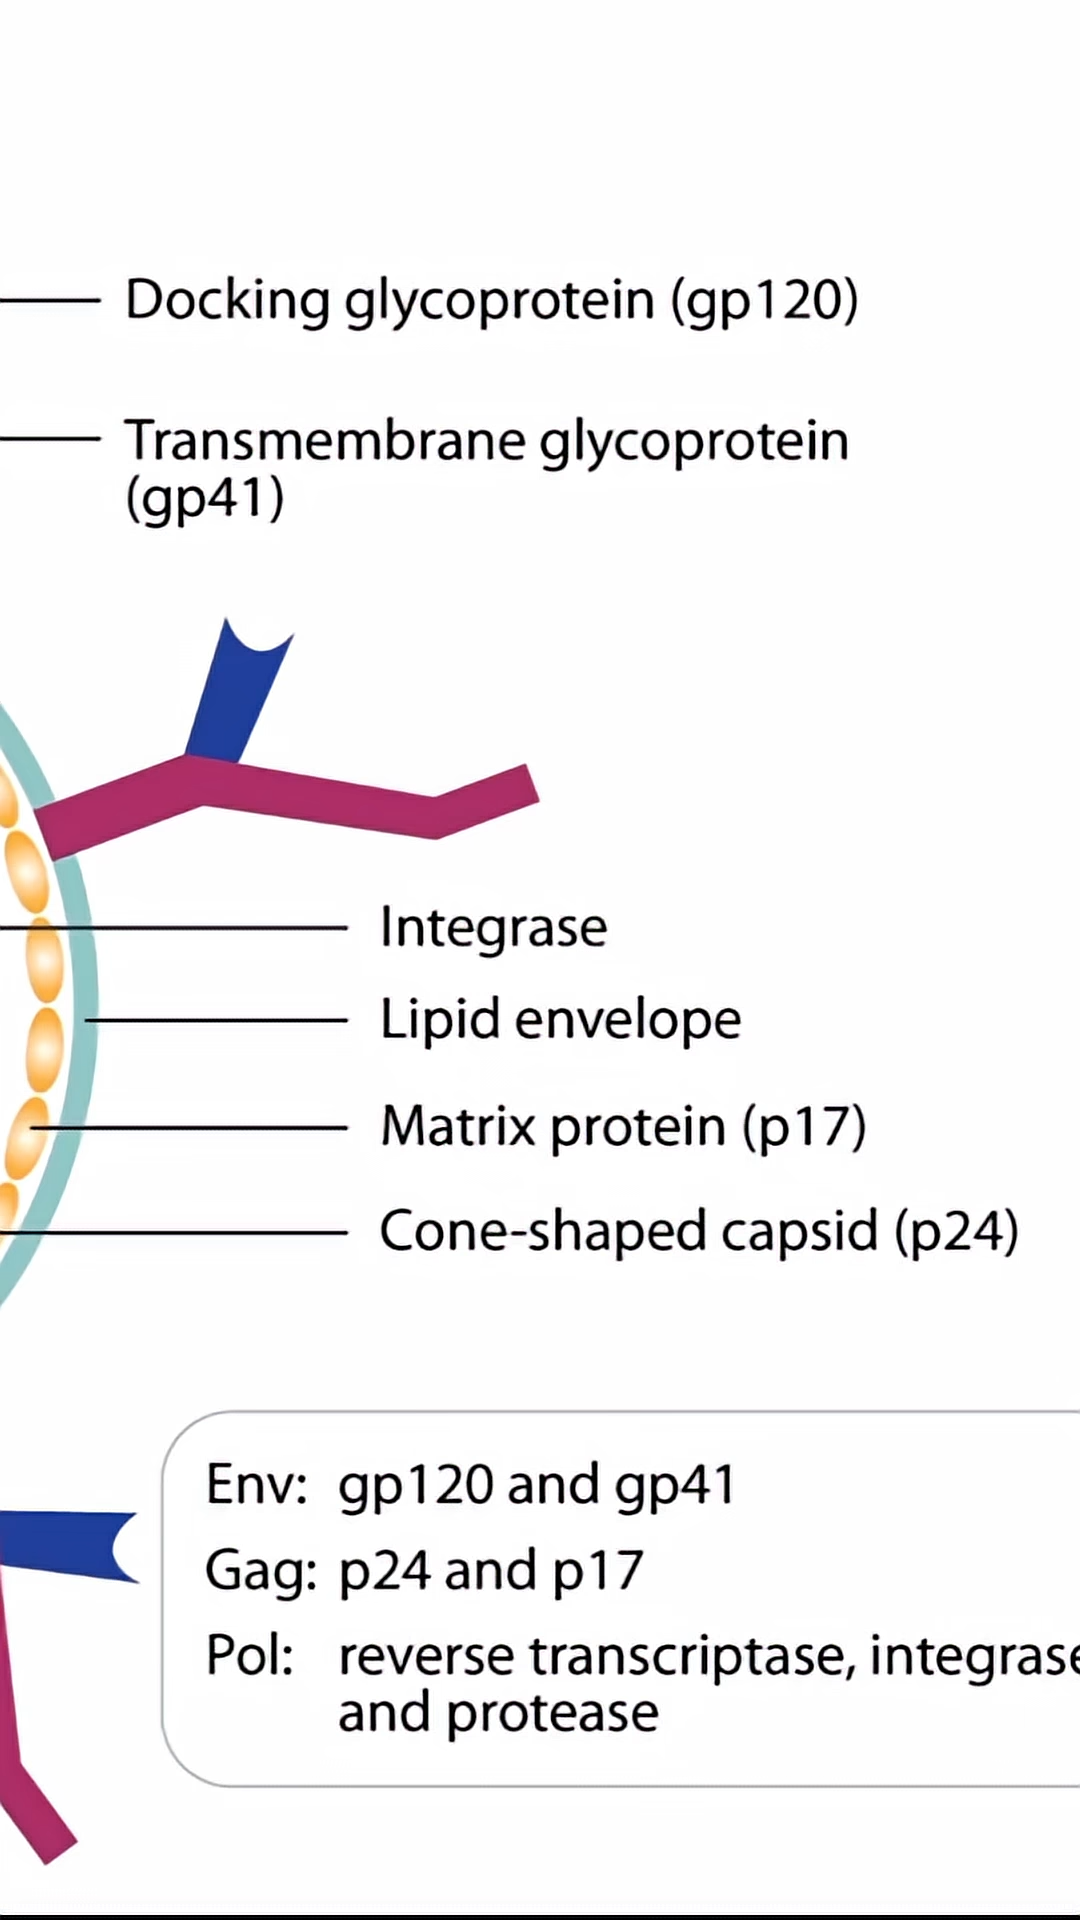 Docking glycoprotein (gp120)
Transmembrane glycoprotein
(gp41)
Integrase
Lipid envelope
Matrix protein (p17)
Cone-shaped capsid (p24)
Env: gp120 and gp41
Gag: p24 and p17
Pol: reverse transcriptase, integrase
and protease